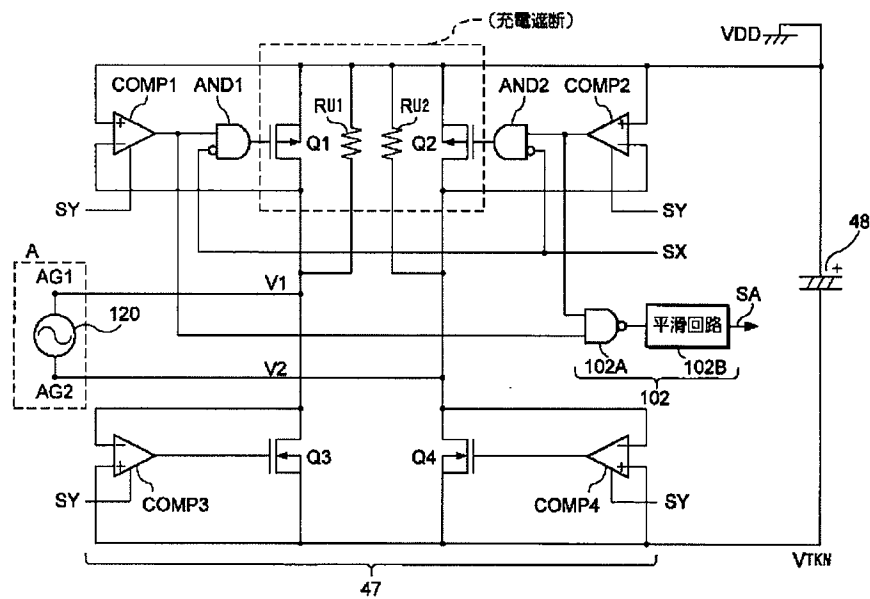 (充電遮断)
VDD
COMP1
AND1
RU1
RU2
AND2
COMP2
Q1
Q2
SY
SY
SX
48
A
AG1
V1
120
SA
平滑回路
AG2
V2
102A
102B
102
Q3
Q4
SY
COMP3
COMP4
SY
VTKN
47